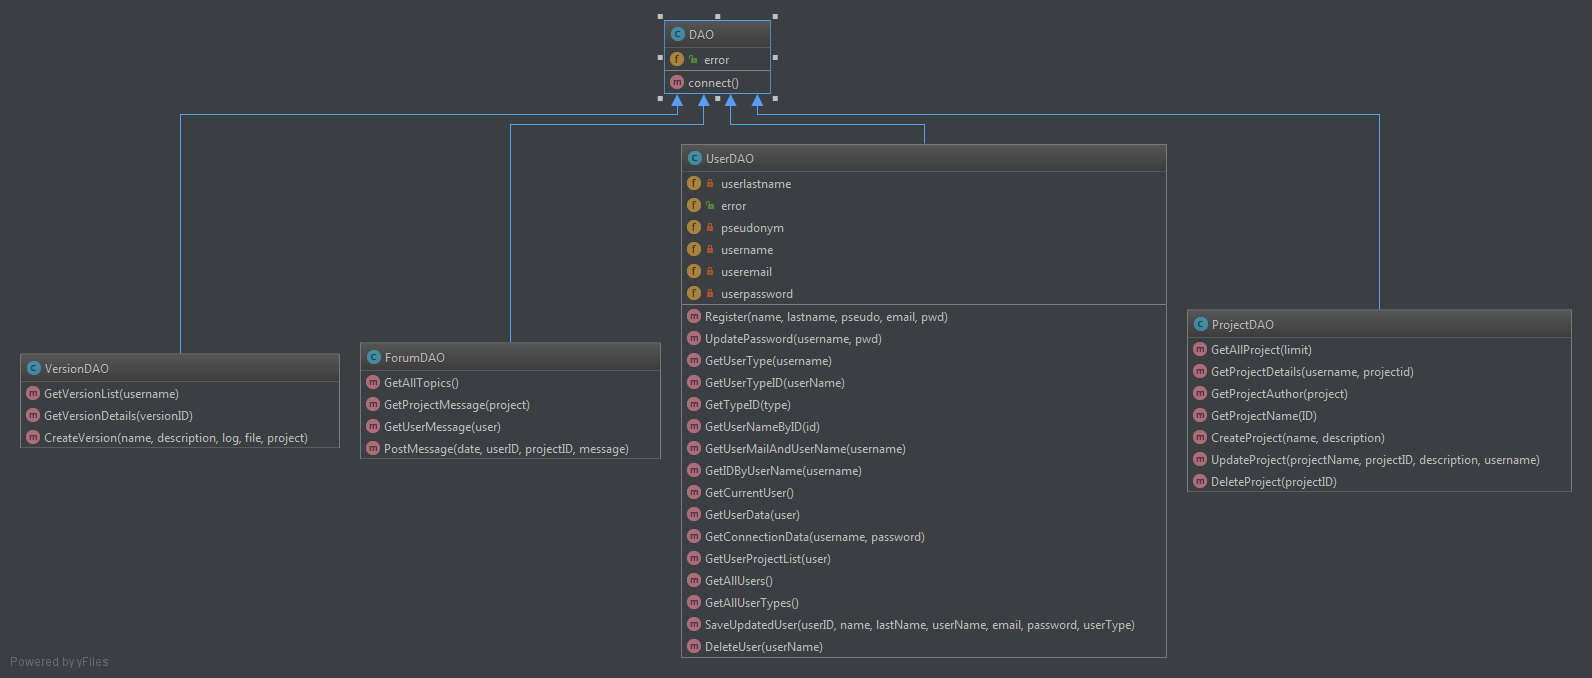 DAO
error
connect()
VersionDAO
GetVersionList(username)
GetVersionDetails(versionID)
CreateVersion(name, description, log, file, project)
ForumDAO
GetAllTopics()
GetProjectMessage(project)
GetUserMessage(user)
PostMessage(date, userID, projectID, message)
UserDAO
userlastname
error
pseudonym
username
useremail
userpassword
Register(name, lastname, pseudo, email, pwd)
UpdatePassword(username, pwd)
GetUserType(username)
GetUserTypeID(userName)
GetTypeID(type)
GetUserNameByID(id)
GetUserMailAndUserName(username)
GetIDByUserName(username)
GetCurrentUser()
GetUserData(user)
GetConnectionData(username, password)
GetUserProjectList(user)
GetAllUsers()
GetAllUserTypes()
SaveUpdatedUser(userID, name, lastName, userName, email, password, userType)
DeleteUser(userName)
ProjectDAO
GetAllProject(limit)
GetProjectDetails(username, projectid)
GetProjectAuthor(project)
GetProjectName(ID)
CreateProject(name, description)
UpdateProject(projectName, projectID, description, username)
DeleteProject(projectID)
Powered by yFiles